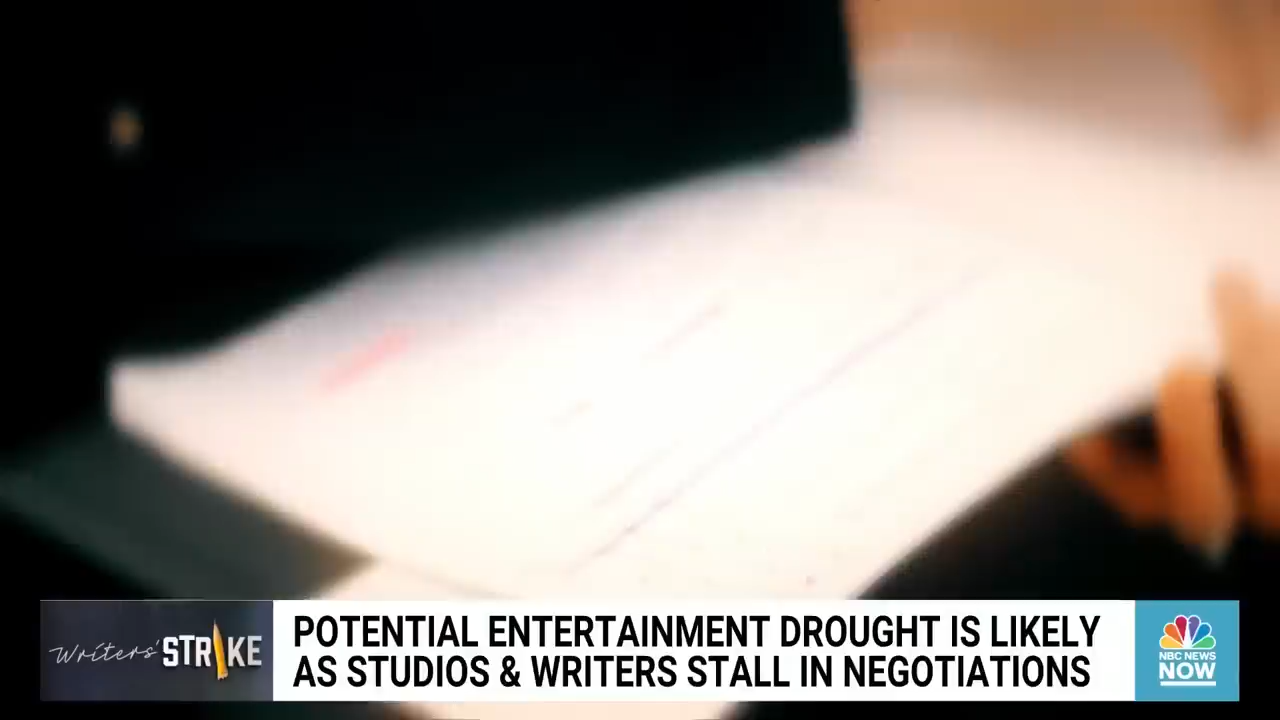 Writers' STRIKE
POTENTIAL ENTERTAINMENT DROUGHT IS LIKELY
AS STUDIOS & WRITERS STALL IN NEGOTIATIONS
NBC NEWS
NOW